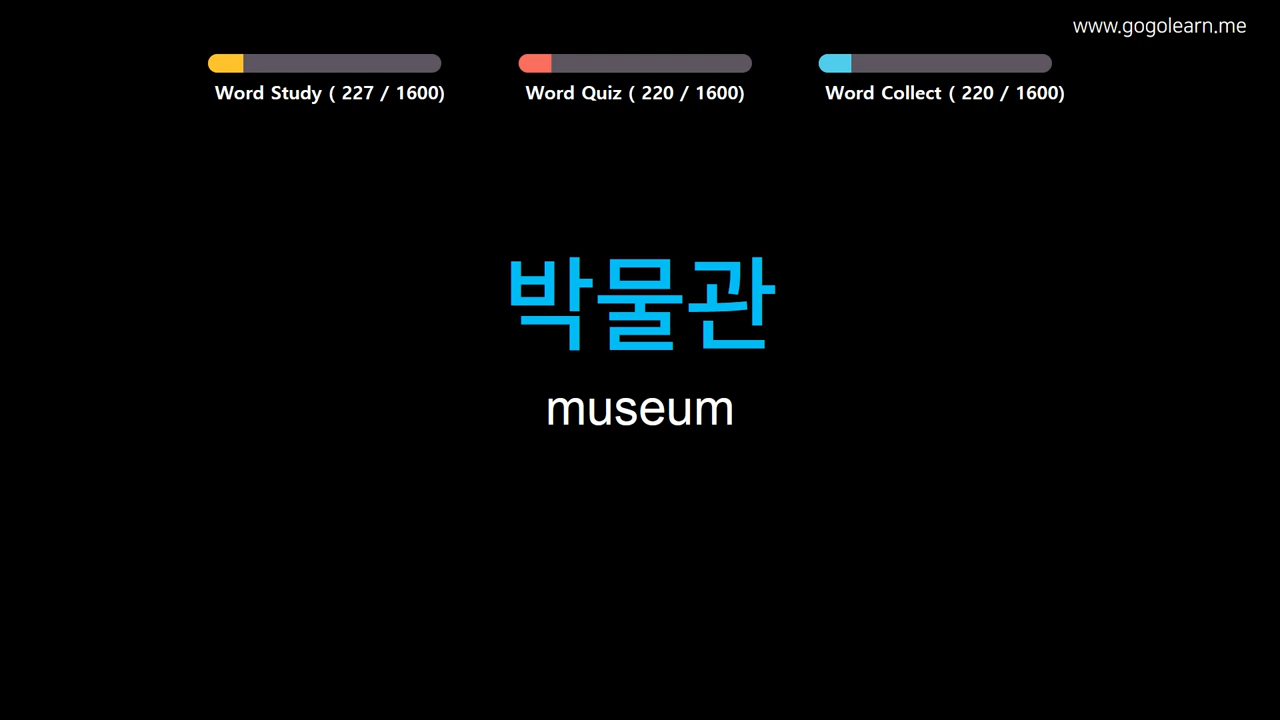 www.gogolearn.me
Word Study ( 227 / 1600)
Word Quiz ( 220 / 1600)
Word Collect ( 220 / 1600)
박물관
museum